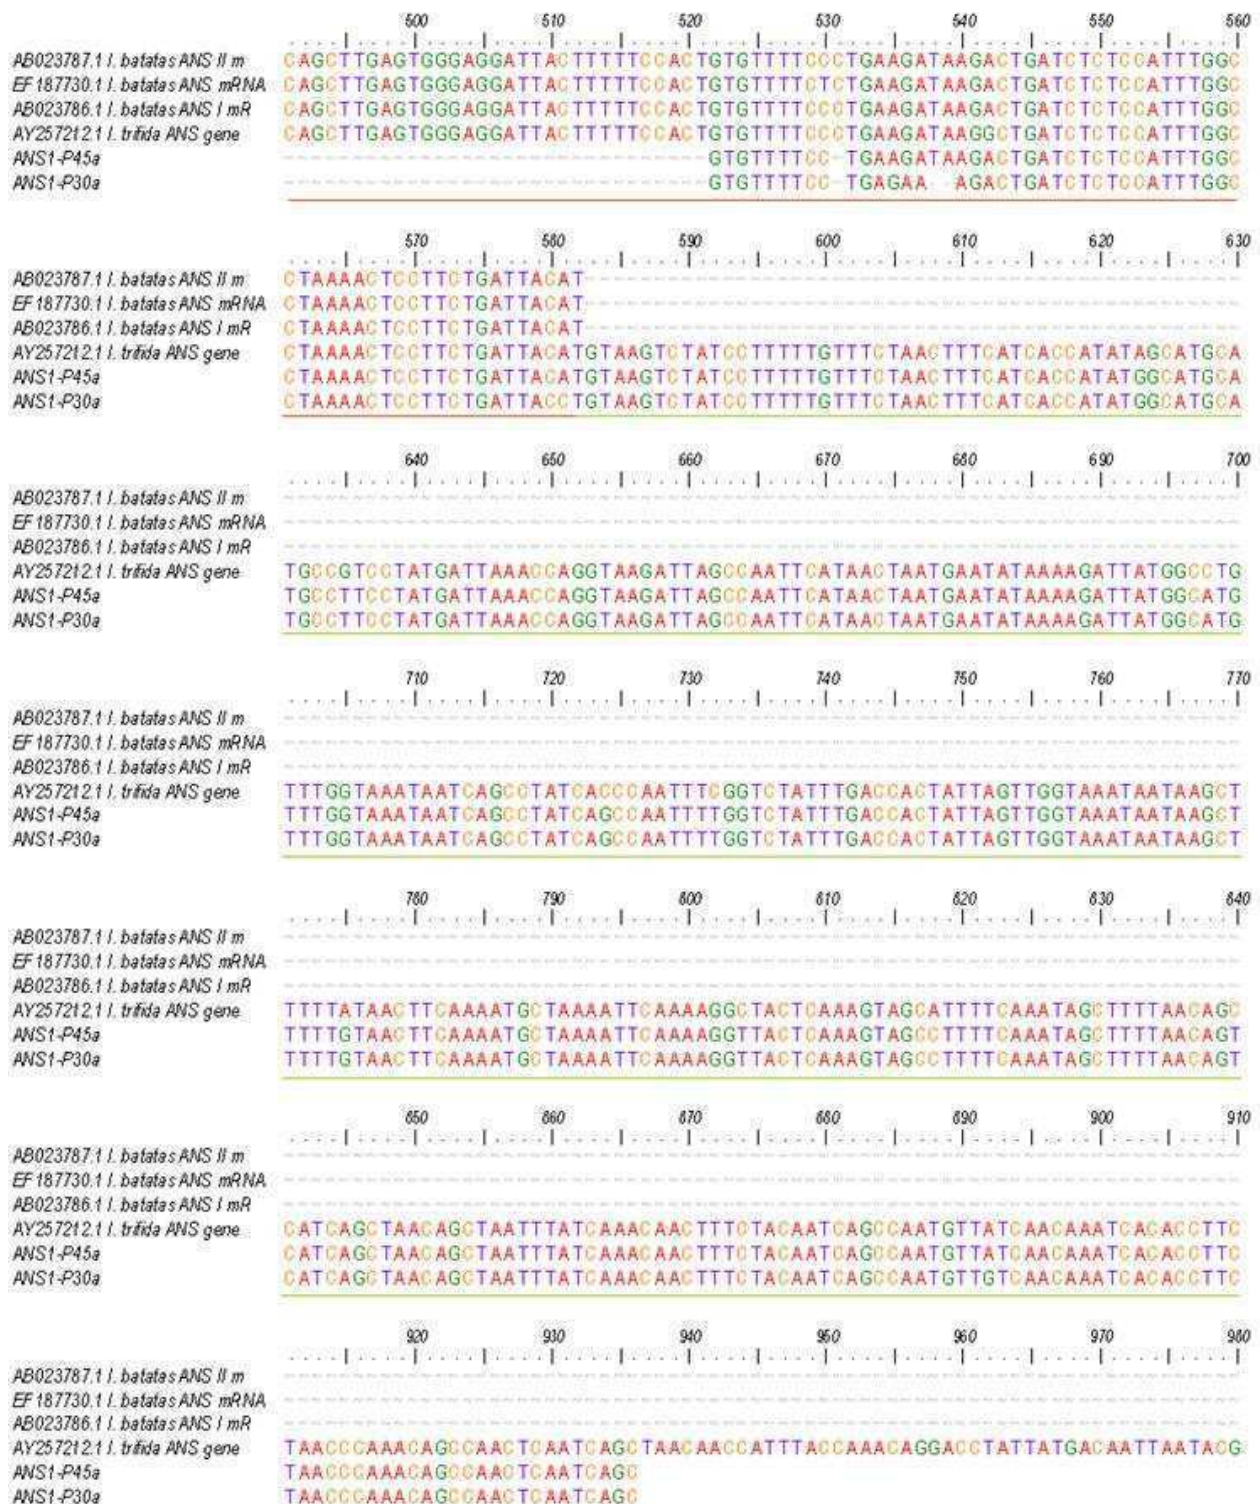 500 510 520 530 540 550 560
AB023787.1 I. batatas ANS II m CAGCTTGAGTGGGAGGATTACTTTTTCCACTGTGTTTTCCCTGAAGATAAGACTGATCTCTCCATTTGGC
EF187730.1 I. batatas ANS mRNA CAGCTTGAGTGGGAGGATTACTTTTTCCACTGTGTTTTCTCTGAAGATAAGACTGATCTCTCCATTTGGC
AB023786.1 I. batatas ANS I mR CAGCTTGAGTGGGAGGATTACTTTTTCCACTGTGTTTTCCCTGAAGATAAGACTGATCTCTCCATTTGGC
AY257212.1 I. trifida ANS gene CAGCTTGAGTGGGAGGATTACTTTTTCCACTGTGTTTTCCCTGAAGATAAGGCTGATCTCTCCATTTGGC
ANS1-P45a GTGTTTTCC-TGAAGATAAGACTGATCTCTCCATTTGGC
ANS1-P30a GTGTTTTCC-TGAGAA--AGACTGATCTCTCCATTTGGC
570 580 590 600 610 620 630
AB023787.1 I. batatas ANS II m CTAAAACTCCTTCTGATTACAT
EF187730.1 I. batatas ANS mRNA CTAAAACTCCTTCTGATTACAT
AB023786.1 I. batatas ANS I mR CTAAAACTCCTTCTGATTACAT
AY257212.1 I. trifida ANS gene CTAAAACTCCTTCTGATTACATGTAAGTCTATCCTTTTTGTTTCTAACTTTCATCACCATATAGCATGCA
ANS1-P45a CTAAAACTCCTTCTGATTACATGTAAGTCTATCCTTTTTGTTTCTAACTTTCATCACCATATGGCATGCA
ANS1-P30a CTAAAACTCCTTCTGATTACCTGTAAGTCTATCCTTTTTGTTTCTAACTTTCATCACCATATGGCATGCA
640 650 660 670 680 690 700
AB023787.1 I. batatas ANS II m
EF187730.1 I. batatas ANS mRNA
AB023786.1 I. batatas ANS I mR
AY257212.1 I. trifida ANS gene TGCCGTCCTATGATTAAACCAGGTAAGATTAGCCAATTCATAACTAATGAATATAAAAGATTATGGCCTG
ANS1-P45a TGCCTTCCTATGATTAAACCAGGTAAGATTAGCCAATTCATAACTAATGAATATAAAAGATTATGGCATG
ANS1-P30a TGCCTTCCTATGATTAAACCAGGTAAGATTAGCCAATTCATAACTAATGAATATAAAAGATTATGGCATG
710 720 730 740 750 760 770
AB023787.1 I. batatas ANS II m
EF187730.1 I. batatas ANS mRNA
AB023786.1 I. batatas ANS I mR
AY257212.1 I. trifida ANS gene TTTGGTAAATAATCAGCCTATCACCCAATTTCGGTCTATTTGACCACTATTAGTTGGTAAATAATAAGCT
ANS1-P45a TTTGGTAAATAATCAGCCTATCAGCCAATTTTGGTCTATTTGACCACTATTAGTTGGTAAATAATAAGCT
ANS1-P30a TTTGGTAAATAATCAGCCTATCAGCCAATTTTGGTCTATTTGACCACTATTAGTTGGTAAATAATAAGCT
780 790 800 810 820 830 840
AB023787.1 I. batatas ANS II m
EF187730.1 I. batatas ANS mRNA
AB023786.1 I. batatas ANS I mR
AY257212.1 I. trifida ANS gene TTTTATAACTTCAAAATGCTAAAATTCAAAAGGCTACTCAAAGTAGCATTTTCAAATAGCTTTTAACAGC
ANS1-P45a TTTTGTAACTTCAAAATGCTAAAATTCAAAAGGTTACTCAAAGTAGCCTTTTCAAATAGCTTTTAACAGT
ANS1-P30a TTTTGTAACTTCAAAATGCTAAAATTCAAAAGGTTACTCAAAGTAGCCTTTTCAAATAGCTTTTAACAGT
850 860 870 880 890 900 910
AB023787.1 I. batatas ANS II m
EF187730.1 I. batatas ANS mRNA
AB023786.1 I. batatas ANS I mR
AY257212.1 I. trifida ANS gene CATCAGCTAACAGCTAATTTATCAAACAACTTTCTACAATCAGCCAATGTTATCAACAAATCACACCTTC
ANS1-P45a CATCAGCTAACAGCTAATTTATCAAACAACTTTCTACAATCAGCCAATGTTATCAACAAATCACACCTTC
ANS1-P30a CATCAGCTAACAGCTAATTTATCAAACAACTTTCTACAATCAGCCAATGTTGTCAACAAATCACACCTTC
920 930 940 950 960 970 980
AB023787.1 I. batatas ANS II m
EF187730.1 I. batatas ANS mRNA
AB023786.1 I. batatas ANS I mR
AY257212.1 I. trifida ANS gene TAACCCAAACAGCCAACTCAATCAGCTAACAACCATTTACCAAACAGGACCTATTATGACAATTAATACG
ANS1-P45a TAACCCAAACAGCCAACTCAATCAGC
ANS1-P30a TAACCCAAACAGCCAACTCAATCAGC